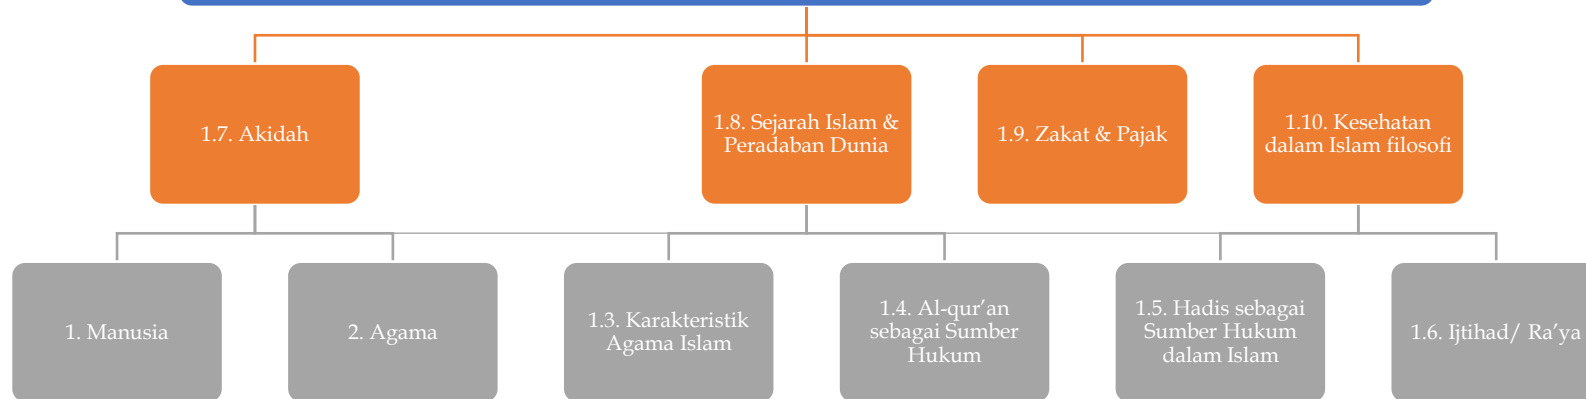 1.7. Akidah
1.8. Sejarah Islam &
Peradaban Dunia
1.9. Zakat & Pajak
1.10. Kesehatan
dalam Islam filosofi
1. Manusia
2. Agama
1.3. Karakteristik
Agama Islam
1.4. Al-qur’an
sebagai Sumber
Hukum
1.5. Hadis sebagai
Sumber Hukum
dalam Islam
1.6. Ijtihad/ Ra’ya